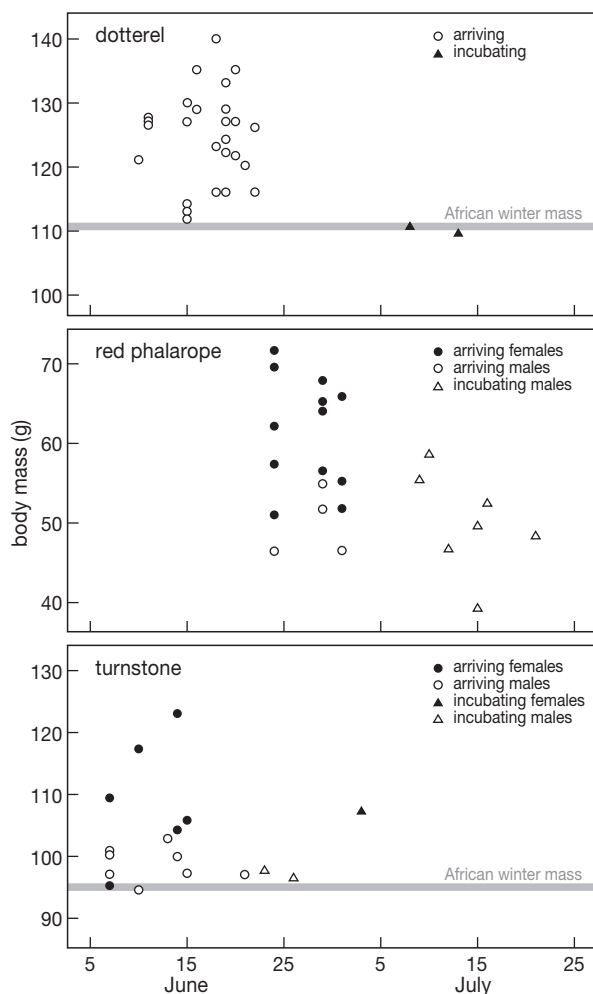 dotterel
arriving
incubating
African winter mass
140
130
120
110
100
red phalarope
arriving females
arriving males
incubating males
70
60
50
40
body mass (g)
turnstone
arriving females
arriving males
incubating females
incubating males
African winter mass
130
120
110
100
90
5 15 25 5 15 25
June July